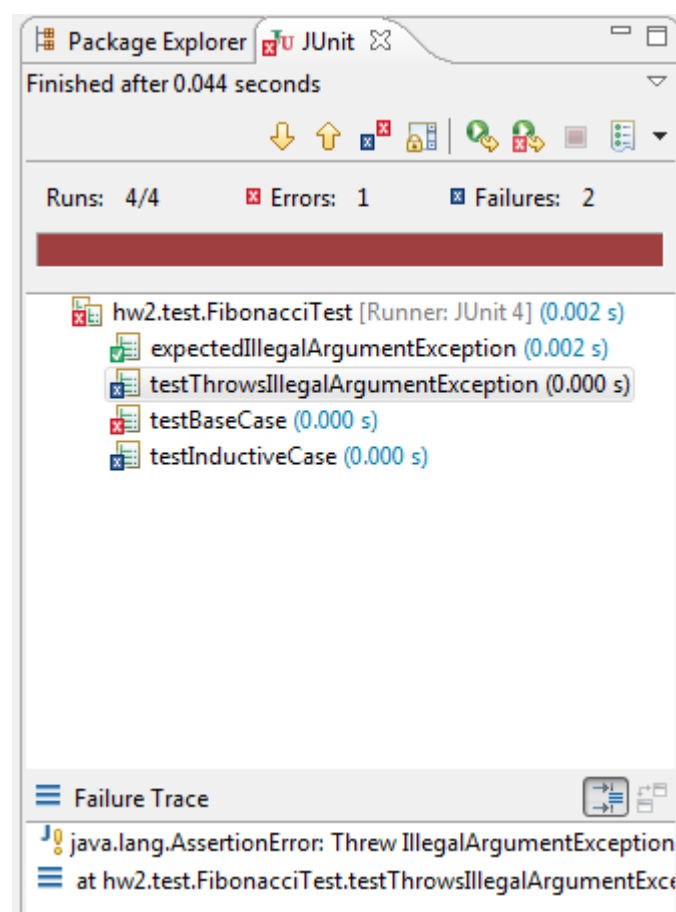 Package Explorer JUnit
Finished after 0.044 seconds
Runs: 4/4 Errors: 1 Failures: 2
hw2.test.FibonacciTest [Runner: JUnit 4] (0.002 s)
expectedIllegalArgumentException (0.002 s)
testThrowsIllegalArgumentException (0.000 s)
testBaseCase (0.000 s)
testInductiveCase (0.000 s)
Failure Trace
java.lang.AssertionError: Threw IllegalArgumentException
at hw2.test.FibonacciTest.testThrowsIllegalArgumentExce